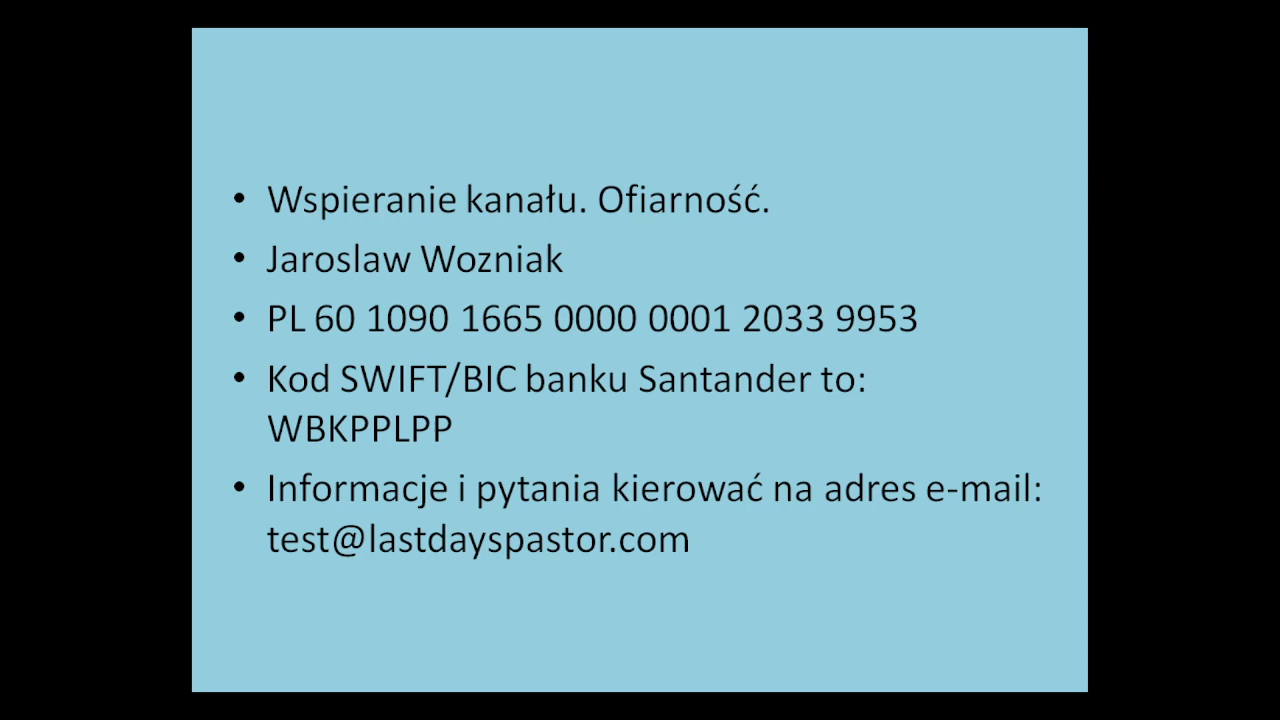 • Wspieranie kanału. Ofiarność.
• Jaroslaw Wozniak
• PL 60 1090 1665 0000 0001 2033 9953
• Kod SWIFT/BIC banku Santander to:
WBKPPLPP
• Informacje i pytania kierować na adres e-mail:
test@lastdayspastor.com